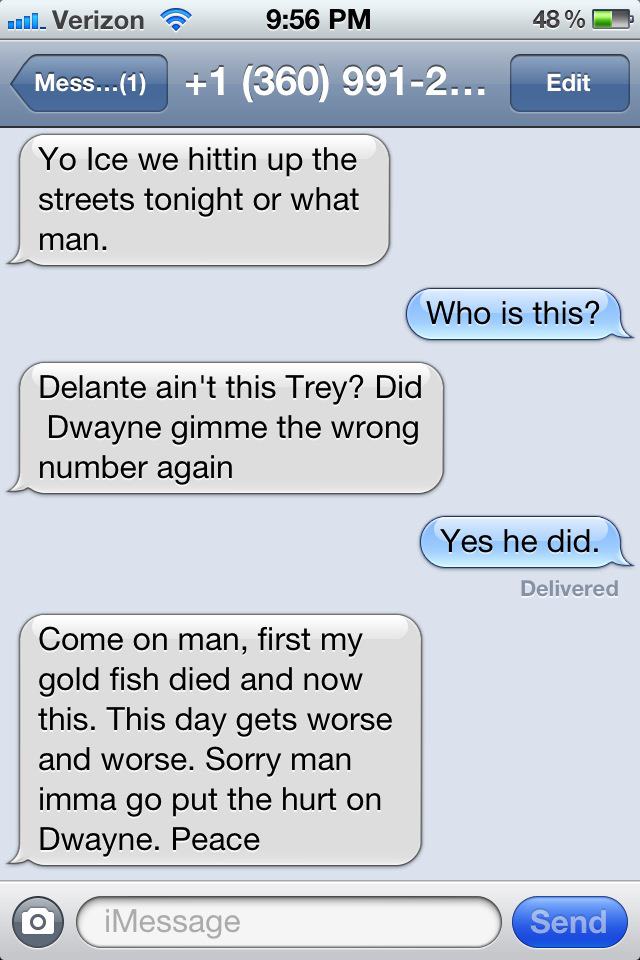 Verizon 9:56 PM 48 %
Mess...(1) +1 (360) 991-2... Edit
Yo Ice we hittin up the
streets tonight or what
man.
Who is this?
Delante ain't this Trey? Did
Dwayne gimme the wrong
number again
Yes he did.
Delivered
Come on man, first my
gold fish died and now
this. This day gets worse
and worse. Sorry man
imma go put the hurt on
Dwayne. Peace
iMessage Send